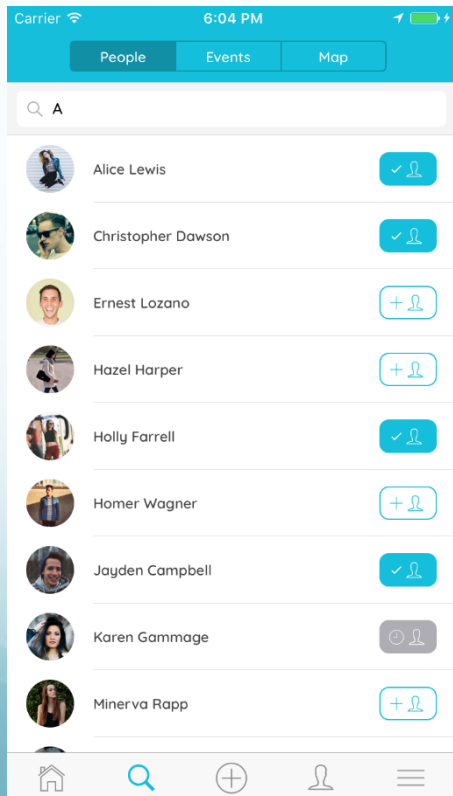 Carrier 6:04 PM
People Events Map
A
Alice Lewis
Christopher Dawson
Ernest Lozano
Hazel Harper
Holly Farrell
Homer Wagner
Jayden Campbell
Karen Gammage
Minerva Rapp